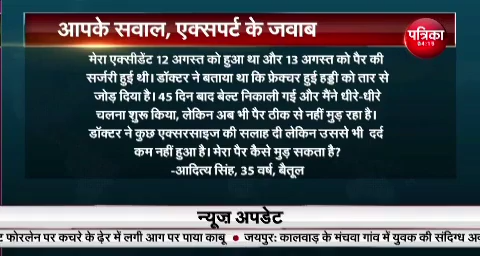 आपके सवाल, एक्सपर्ट के जवाब
पत्रिका
04:15
मेरा एक्सीडेंट 12 अगस्त को हुआ था और 13 अगस्त को पैर की
सर्जरी हुई थी। डॉक्टर ने बताया था कि फ्रेक्चर हुई हड्डी को तार से
जोड़ दिया है। 45 दिन बाद बेल्ट निकाली गई और मैंने धीरे-धीरे
चलना शुरू किया, लेकिन अब भी पैर ठीक से नहीं मुड़ रहा है।
डॉक्टर ने कुछ एक्सरसाइज की सलाह दी लेकिन उससे भी दर्द
कम नहीं हुआ है। मेरा पैर कैसे मुड़ सकता है?
-आदित्य सिंह, 35 वर्ष, बैतूल
न्यूज अपडेट
फोरलेन पर कचरे के ढ़ेर में लगी आग पर पाया काबू • जयपुर: कालवाड़ के मंचवा गांव में युवक की संदिग्ध